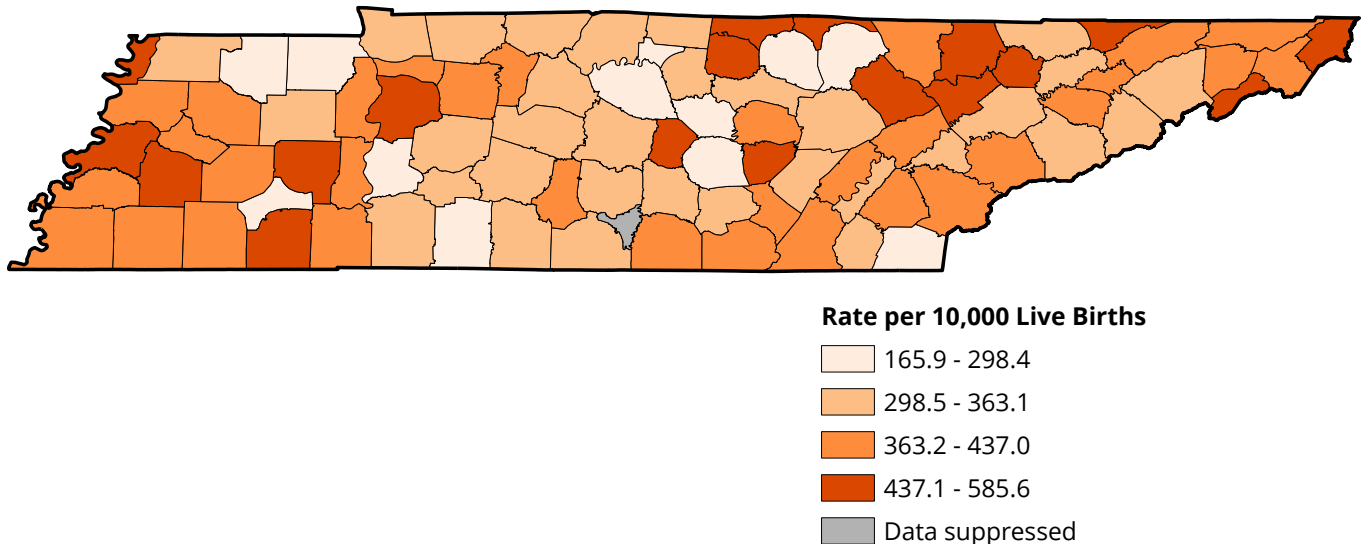 Rate per 10,000 Live Births
165.9 - 298.4
298.5 - 363.1
363.2 - 437.0
437.1 - 585.6
Data suppressed